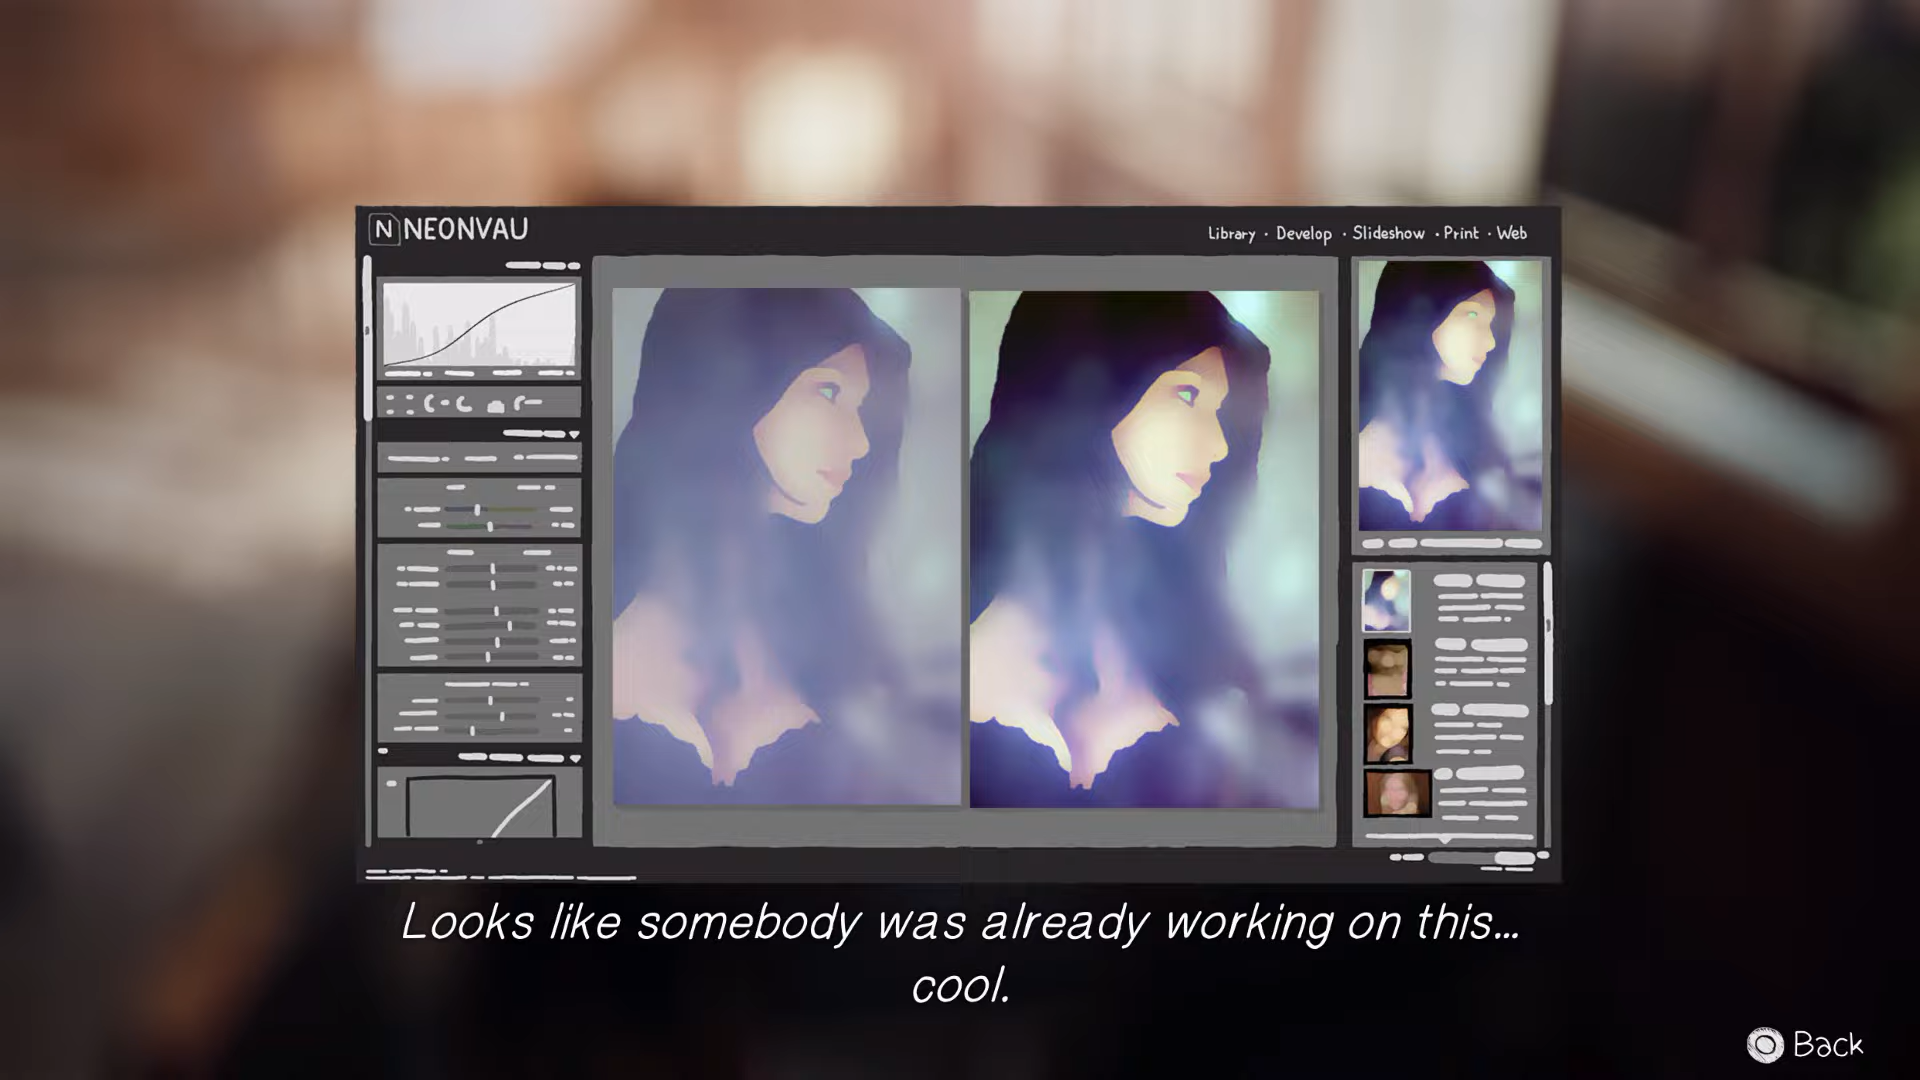 N NEONVAU
Library · Develop · Slideshow · Print · Web
Looks like somebody was already working on this...
cool.
Back